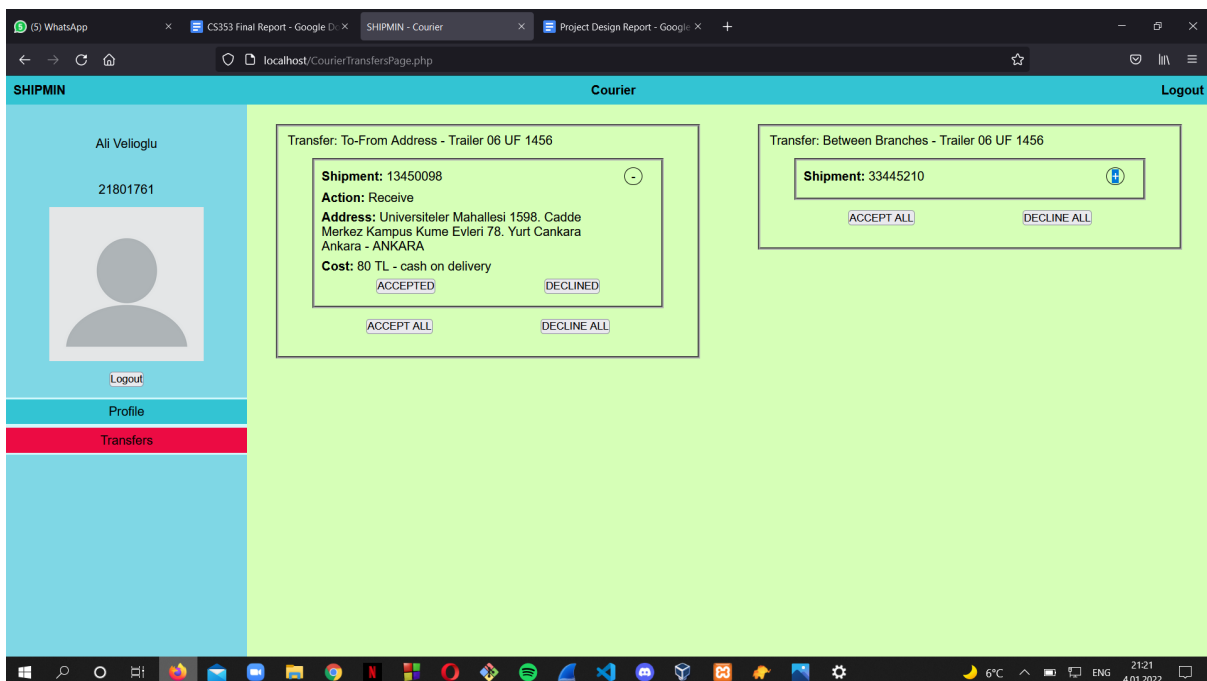 (5) WhatsApp
CS353 Final Report - Google Do
SHIPMIN - Courier
Project Design Report - Google
localhost/CourierTransfersPage.php
SHIPMIN
Courier
Logout
Ali Velioglu
21801761
Logout
Profile
Transfers
Transfer: To-From Address - Trailer 06 UF 1456
Shipment: 13450098
-
Action: Receive
Address: Universiteler Mahallesi 1598. Cadde
Merkez Kampus Kume Evleri 78. Yurt Cankara
Ankara - ANKARA
Cost: 80 TL - cash on delivery
ACCEPTED
DECLINED
ACCEPT ALL
DECLINE ALL
Transfer: Between Branches - Trailer 06 UF 1456
Shipment: 33445210
+
ACCEPT ALL
DECLINE ALL
6°C
ENG
21:21
4.01.2022